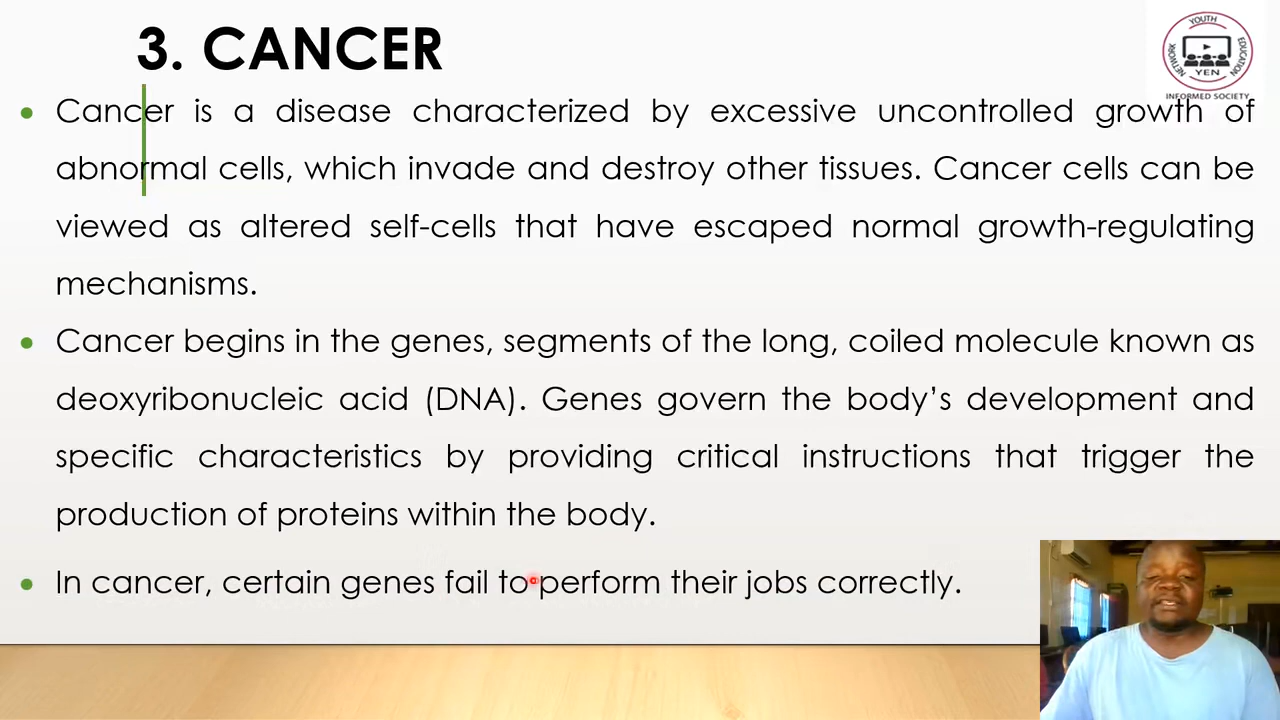 3. CANCER
YOUTH
EDUCATION
NETWORK
YEN
INFORMED SOCIETY
• Cancer is a disease characterized by excessive uncontrolled growth of
abnormal cells, which invade and destroy other tissues. Cancer cells can be
viewed as altered self-cells that have escaped normal growth-regulating
mechanisms.
• Cancer begins in the genes, segments of the long, coiled molecule known as
deoxyribonucleic acid (DNA). Genes govern the body’s development and
specific characteristics by providing critical instructions that trigger the
production of proteins within the body.
• In cancer, certain genes fail to perform their jobs correctly.